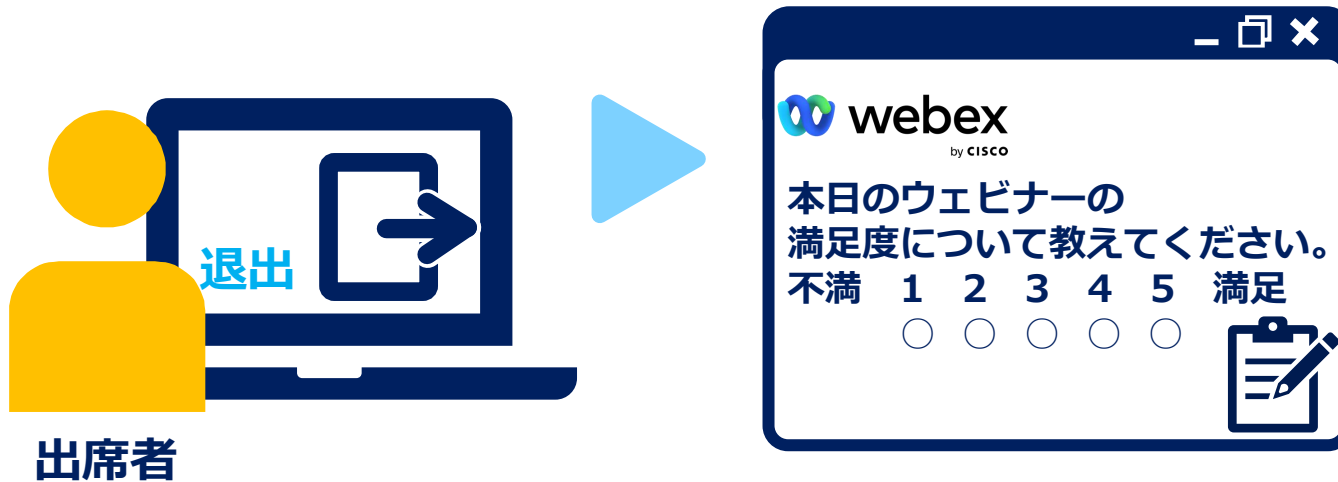 退出
出席者
webex
by CISCO
本日のウェビナーの
満足度について教えてください。
不満 1 2 3 4 5 満足